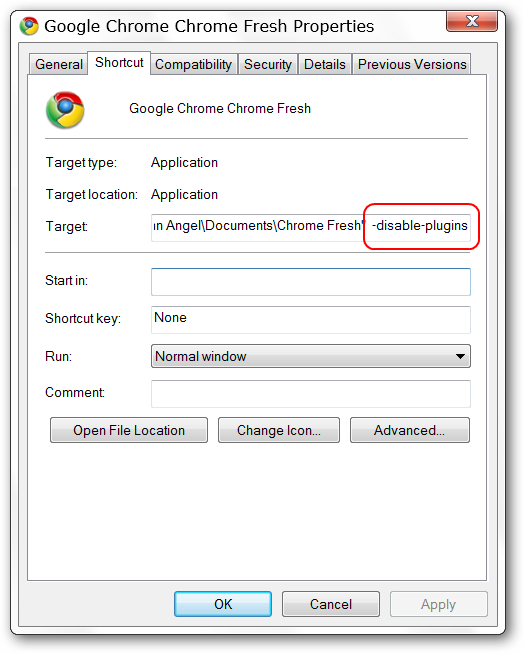 Google Chrome Chrome Fresh Properties
General Shortcut Compatibility Security Details Previous Versions
Google Chrome Chrome Fresh
Target type: Application
Target location: Application
Target: Angel\Documents\Chrome Fresh" -disable-plugins
Start in:
Shortcut key: None
Run: Normal window
Comment:
Open File Location Change Icon... Advanced...
OK Cancel Apply